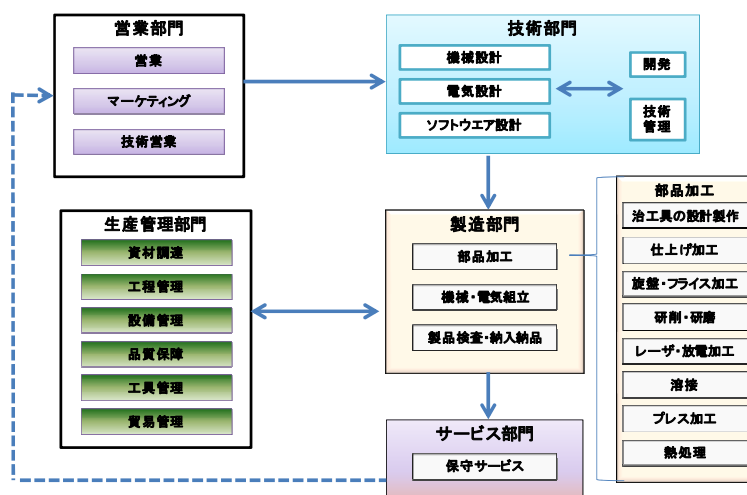 営業部門
営業
マーケティング
技術営業
技術部門
機械設計
電気設計
ソフトウエア設計
開発
技術
管理
生産管理部門
資材調達
工程管理
設備管理
品質保障
工具管理
貿易管理
製造部門
部品加工
機械・電気組立
製品検査・納入納品
サービス部門
保守サービス
部品加工
治工具の設計製作
仕上げ加工
旋盤・フライス加工
研削・研磨
レーザ・放電加工
溶接
プレス加工
熱処理